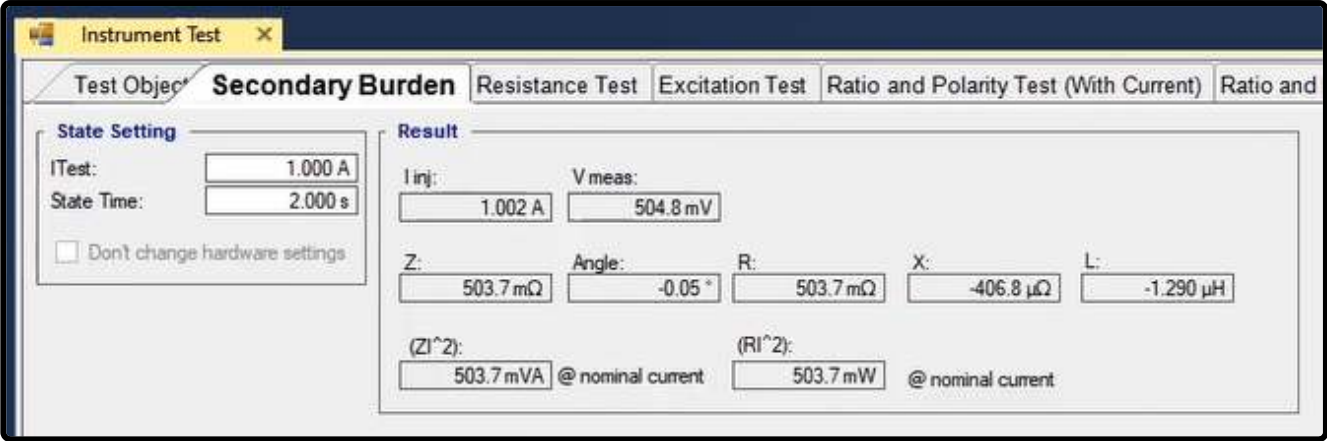 Instrument Test
Test Objec Secondary Burden Resistance Test Excitation Test Ratio and Polarity Test (With Current) Ratio and
State Setting
ITest: 1.000 A
State Time: 2.000 s
Don't change hardware settings
Result
I inj: V meas:
1.002 A 504.8 mV
Z: Angle: R: X: L:
503.7 mΩ -0.05 ° 503.7 mΩ -406.8 µΩ -1.290 µH
(ZI^2): (RI^2):
503.7 mVA @ nominal current 503.7 mW @ nominal current